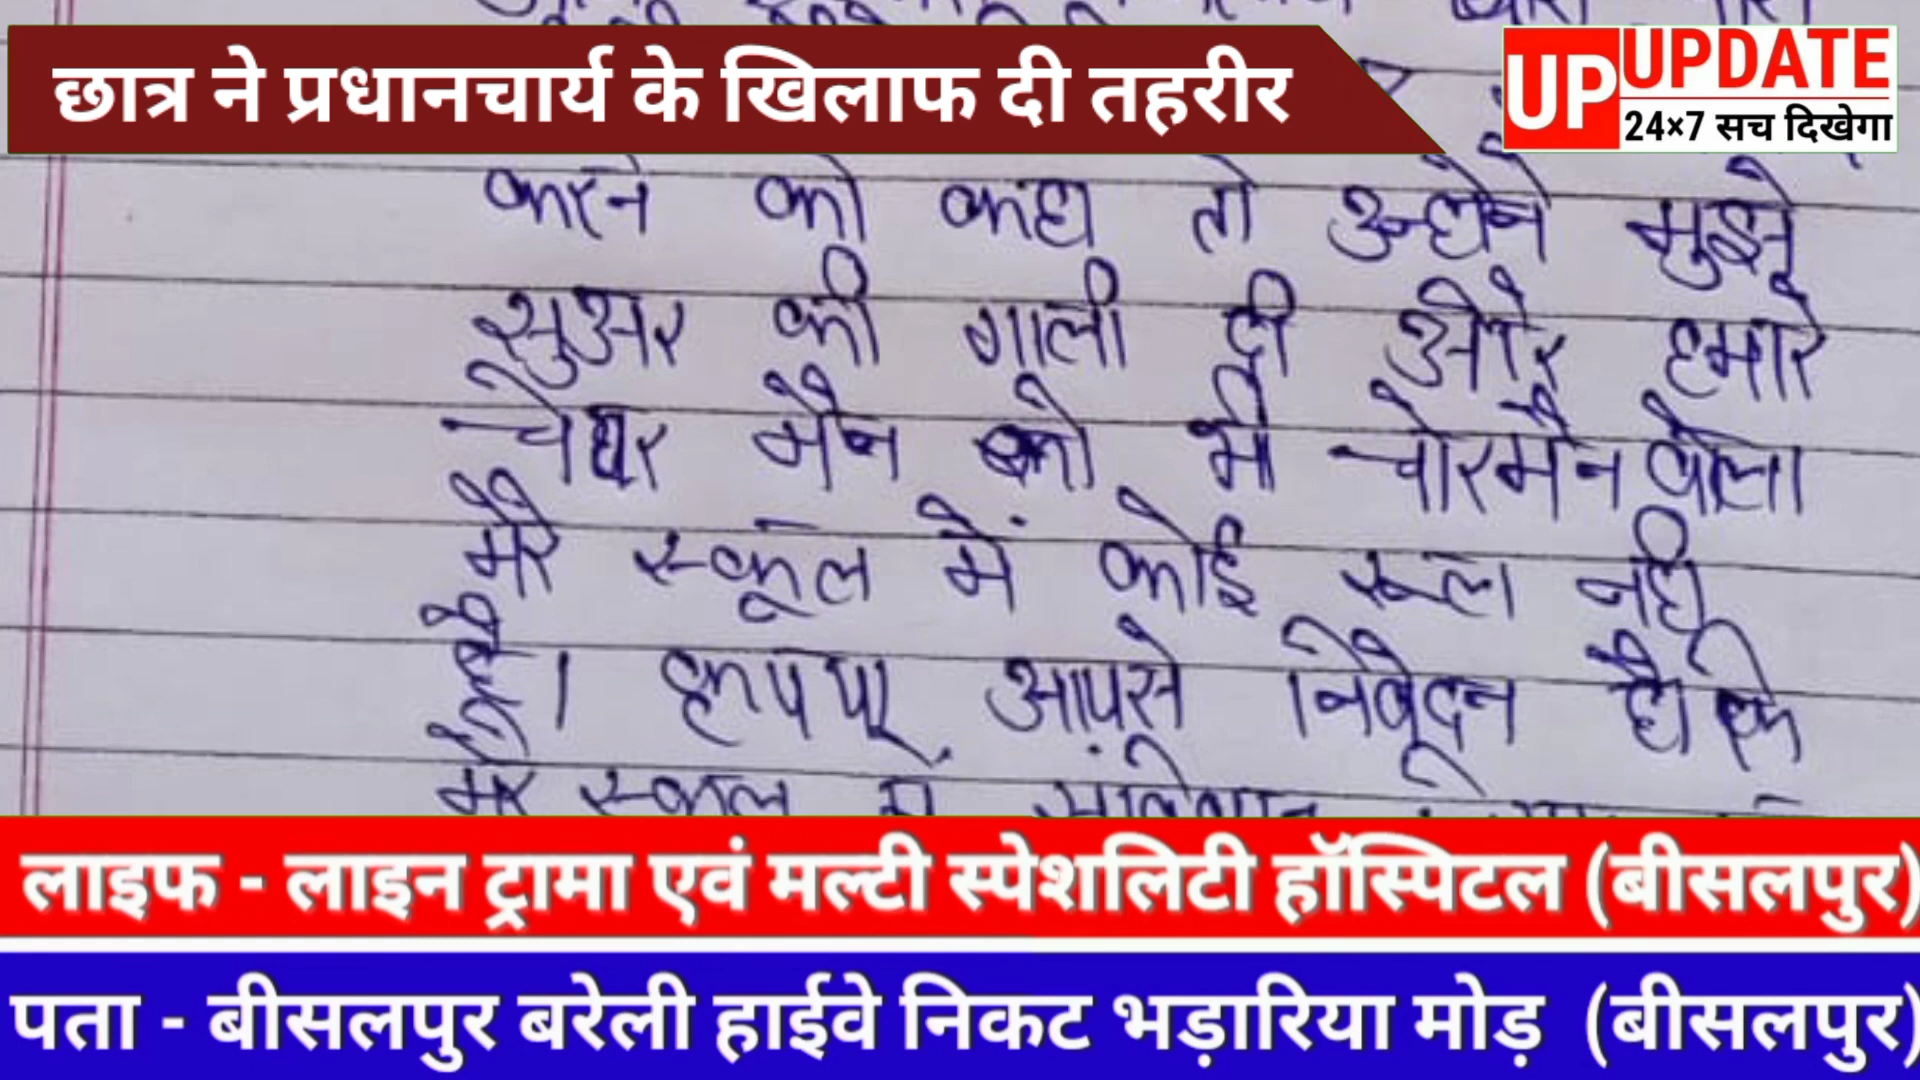 छात्र ने प्रधानचार्य के खिलाफ दी तहरीर
UP UPDATE
24×7 सच दिखेगा
करने को कहा तो उन्होने मुझे
सुअर की गाली दी और हमारे
चेयर मैन को भी चोरमैन बोला
मेरे स्कूल में कोई रूल नही
है। आपसे निवेदन है कि
मेरे स्कूल में
लाइफ - लाइन ट्रामा एवं मल्टी स्पेशलिटी हॉस्पिटल (बीसलपुर)
पता - बीसलपुर बरेली हाईवे निकट भड़ारिया मोड़ (बीसलपुर)